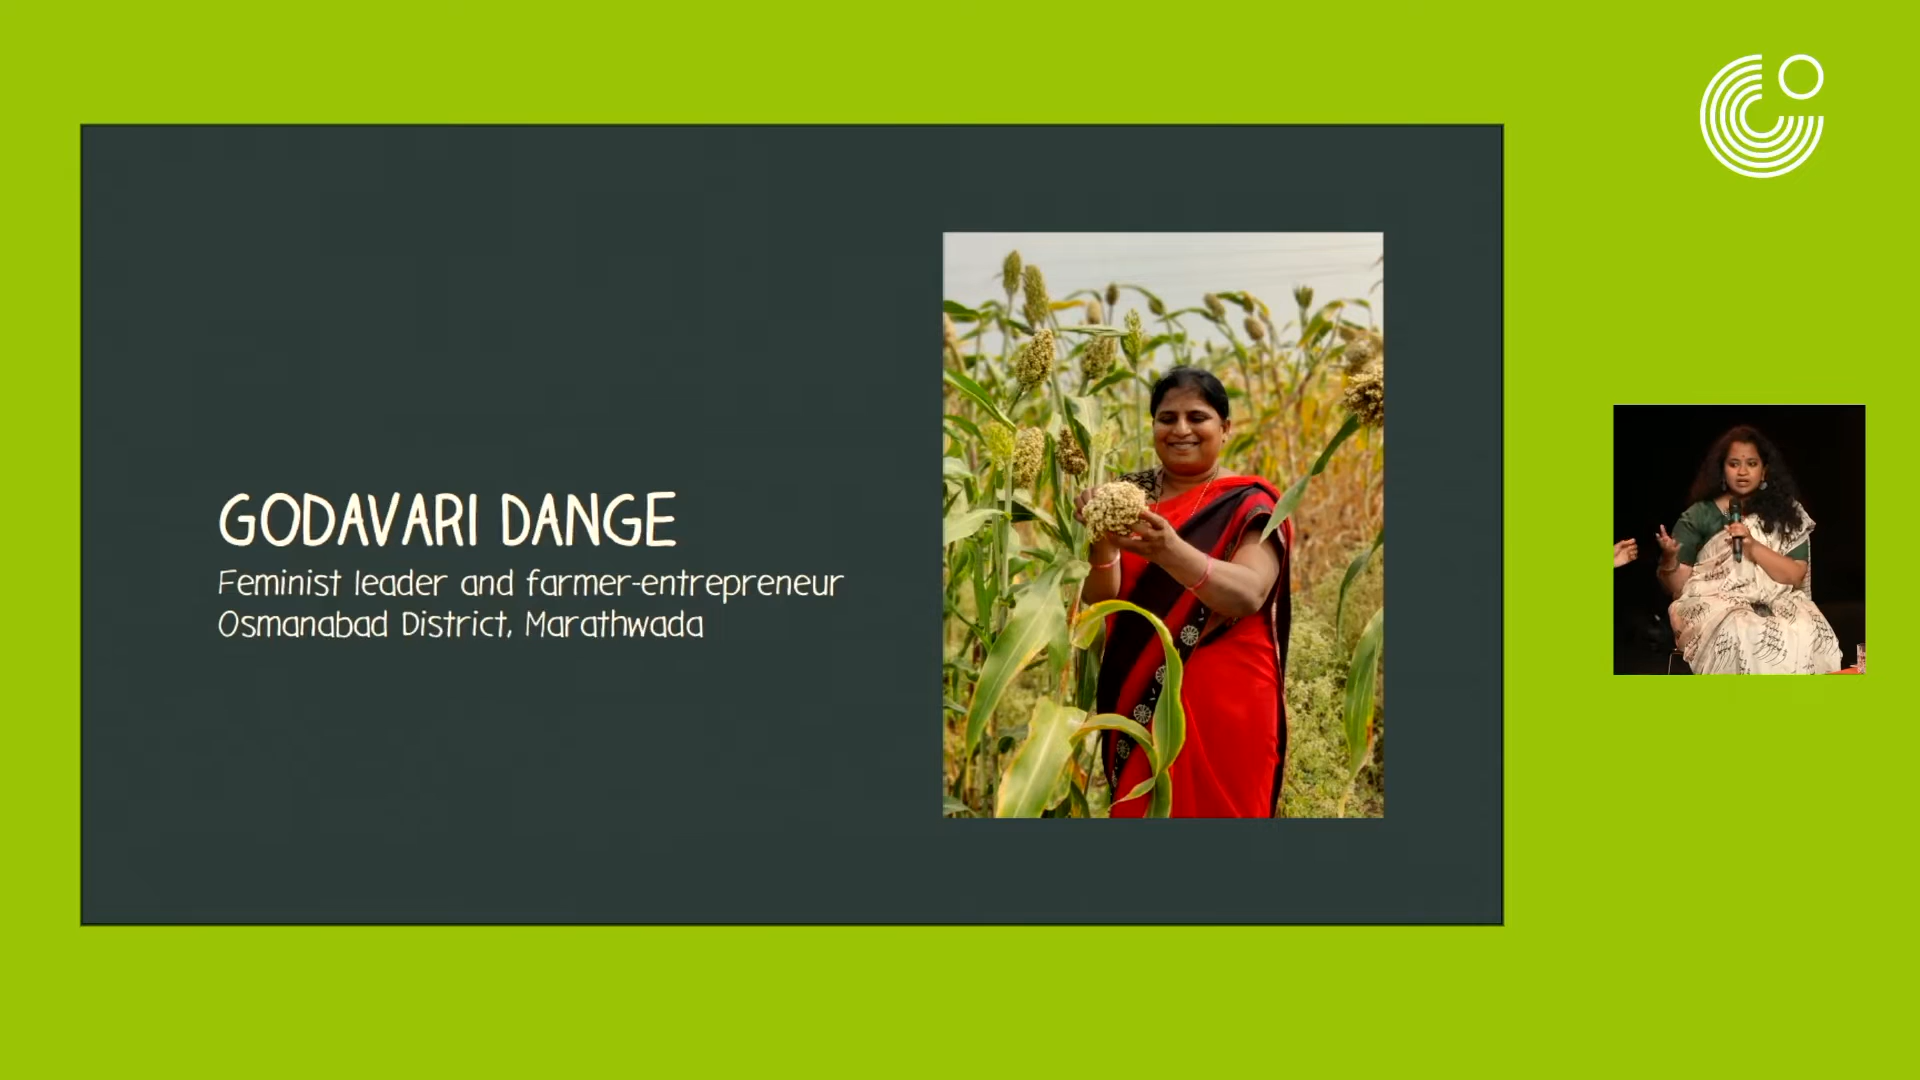 GODAVARI DANGE
Feminist leader and farmer-entrepreneur
Osmanabad District, Marathwada